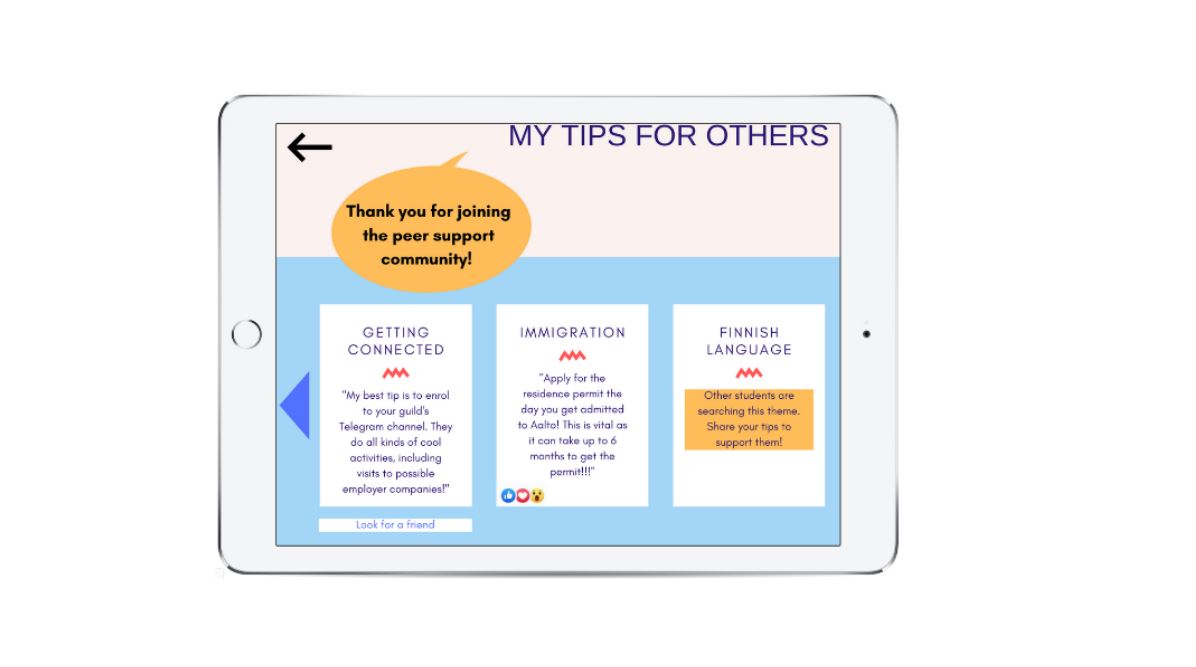 MY TIPS FOR OTHERS
Thank you for joining
the peer support
community!
GETTING
CONNECTED
"My best tip is to enrol
to your guild's
Telegram channel. They
do all kinds of cool
activities, including
visits to possible
employer companies!"
Look for a friend
IMMIGRATION
"Apply for the
residence permit the
day you get admitted
to Aalto! This is vital as
it can take up to 6
months to get the
permit!!!"
FINNISH
LANGUAGE
Other students are
searching this theme.
Share your tips to
support them!